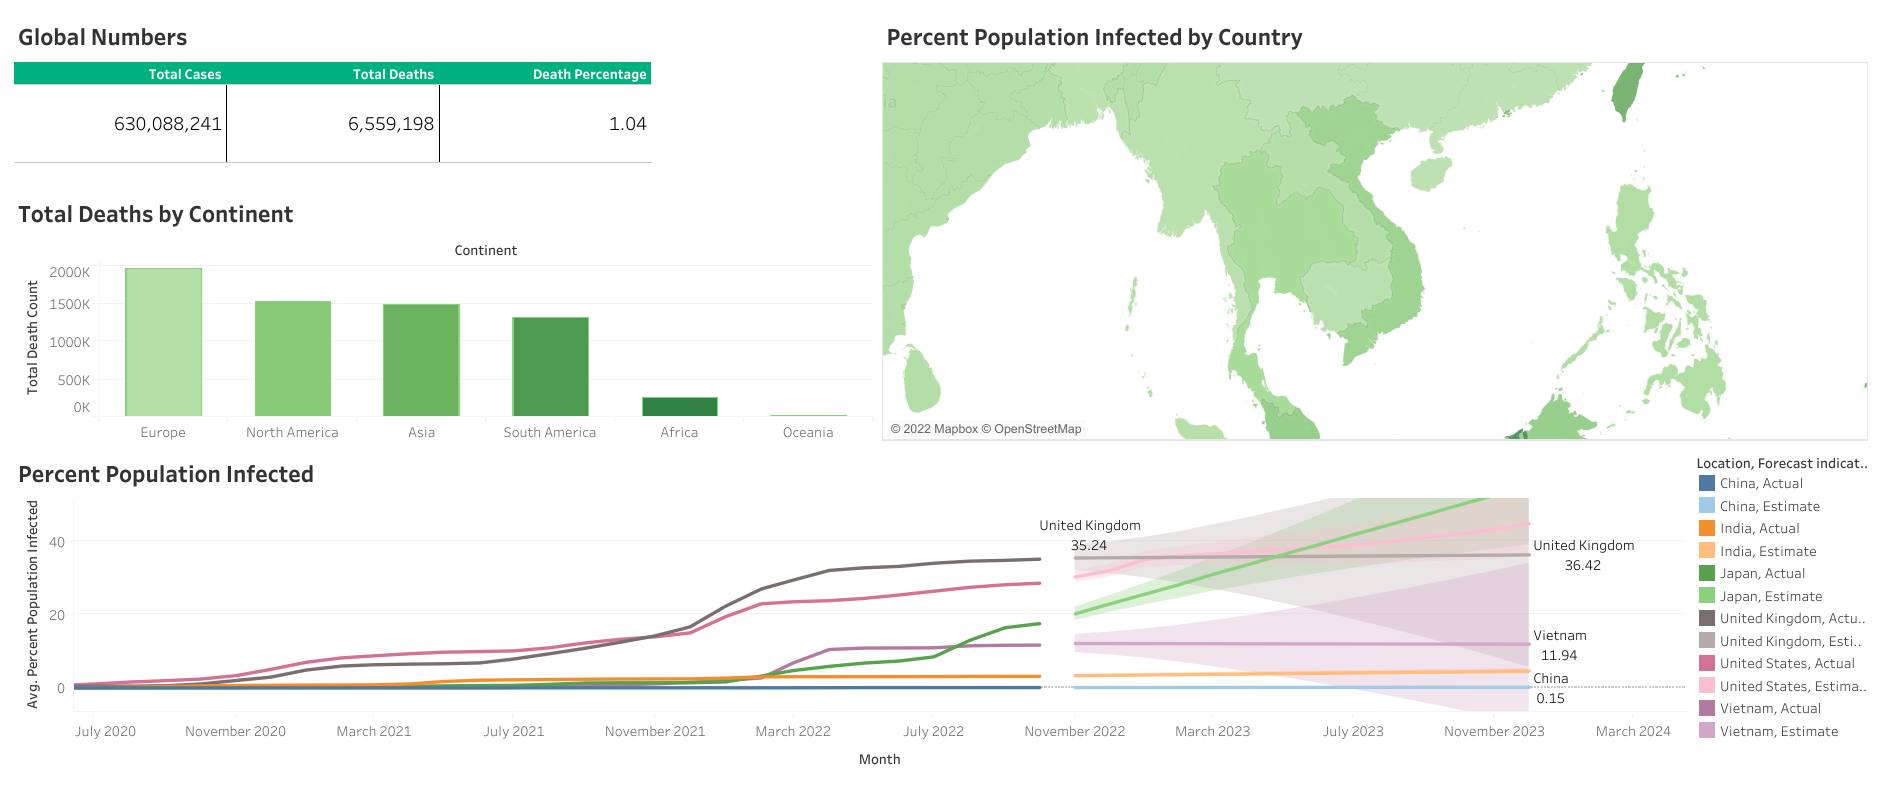 Global Numbers
Total Cases Total Deaths Death Percentage
630,088,241 6,559,198 1.04
Total Deaths by Continent
Continent
Total Death Count
2000K
1500K
1000K
500K
0K
Europe North America Asia South America Africa Oceania
Percent Population Infected by Country
ia
© 2022 Mapbox © OpenStreetMap
Percent Population Infected
Avg. Percent Population Infected
40
20
0
United Kingdom
35.24
United Kingdom
36.42
Vietnam
11.94
China
0.15
July 2020 November 2020 March 2021 July 2021 November 2021 March 2022 July 2022 November 2022 March 2023 July 2023 November 2023 March 2024
Month
Location, Forecast indicat..
China, Actual
China, Estimate
India, Actual
India, Estimate
Japan, Actual
Japan, Estimate
United Kingdom, Actu..
United Kingdom, Esti..
United States, Actual
United States, Estima..
Vietnam, Actual
Vietnam, Estimate